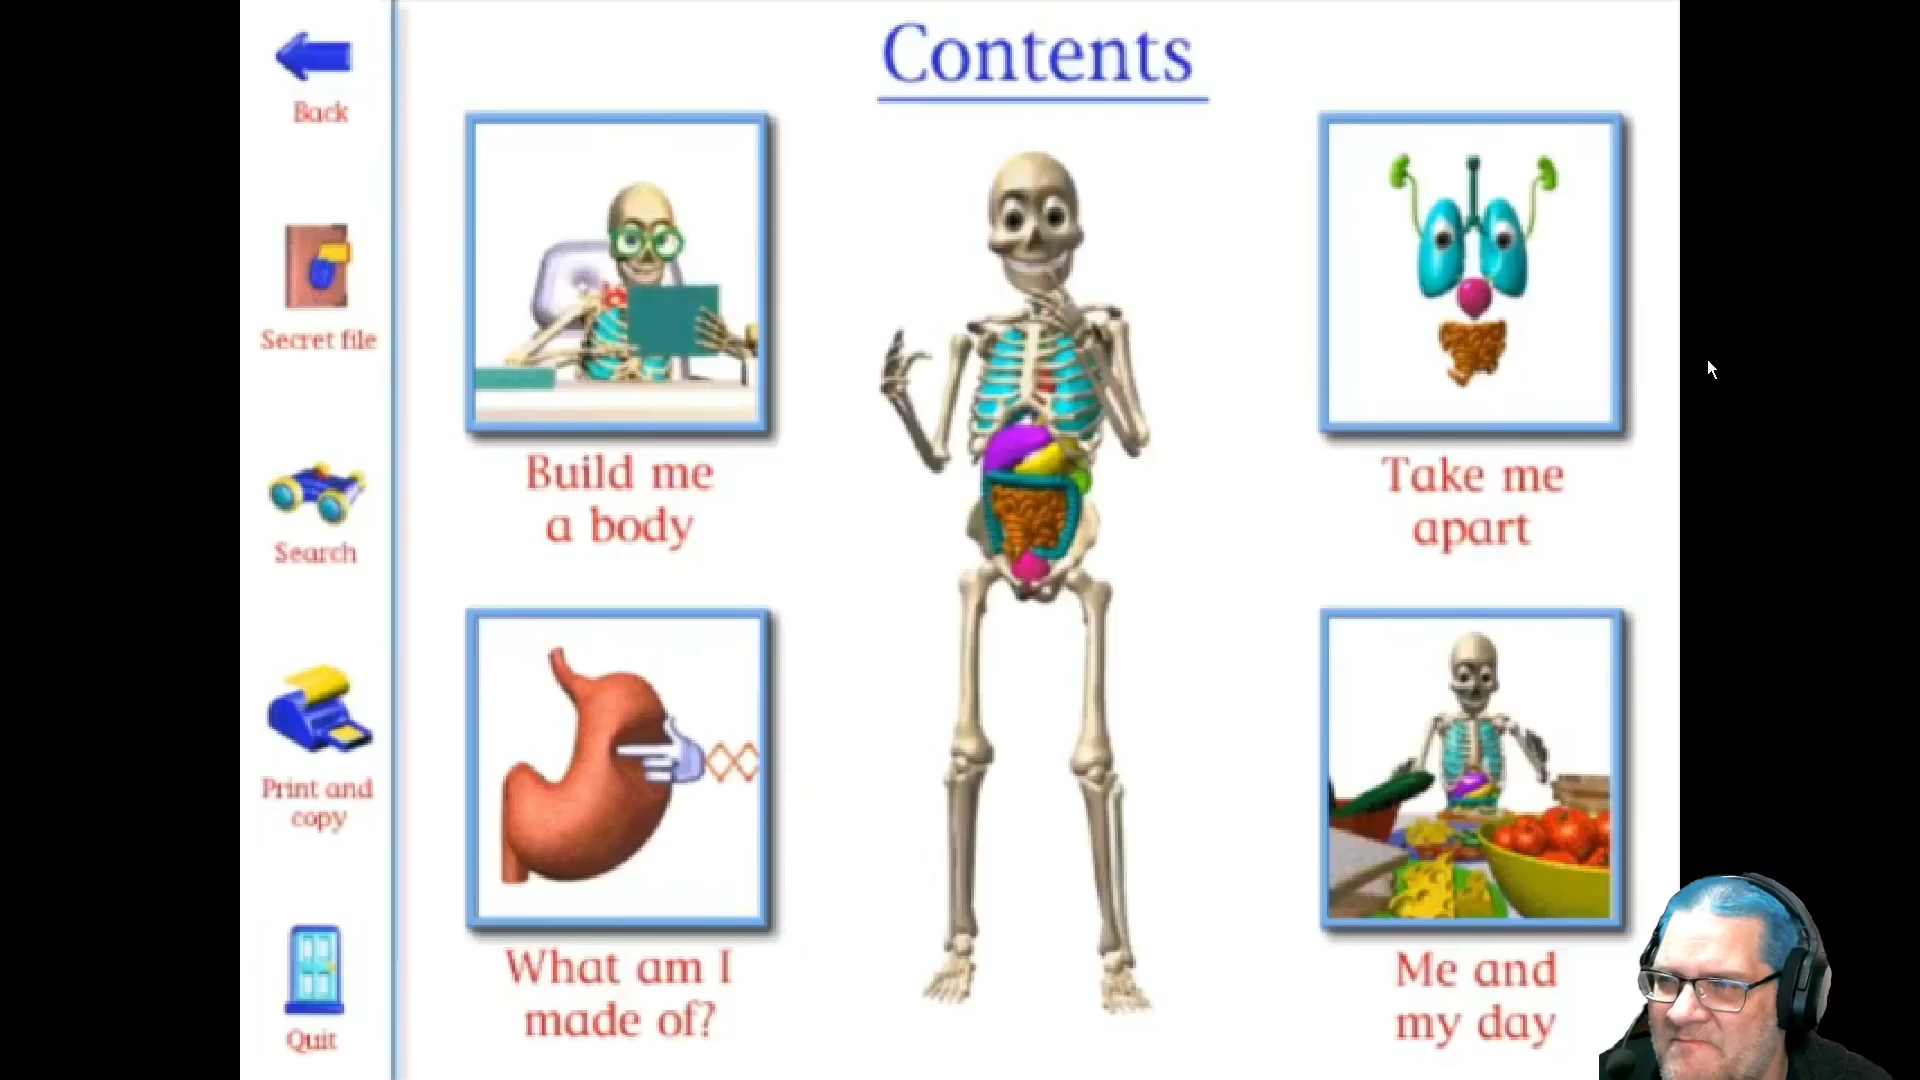 Contents
Back
Secret file
Search
Print and
copy
Quit
Build me
a body
Take me
apart
What am I
made of?
Me and
my day